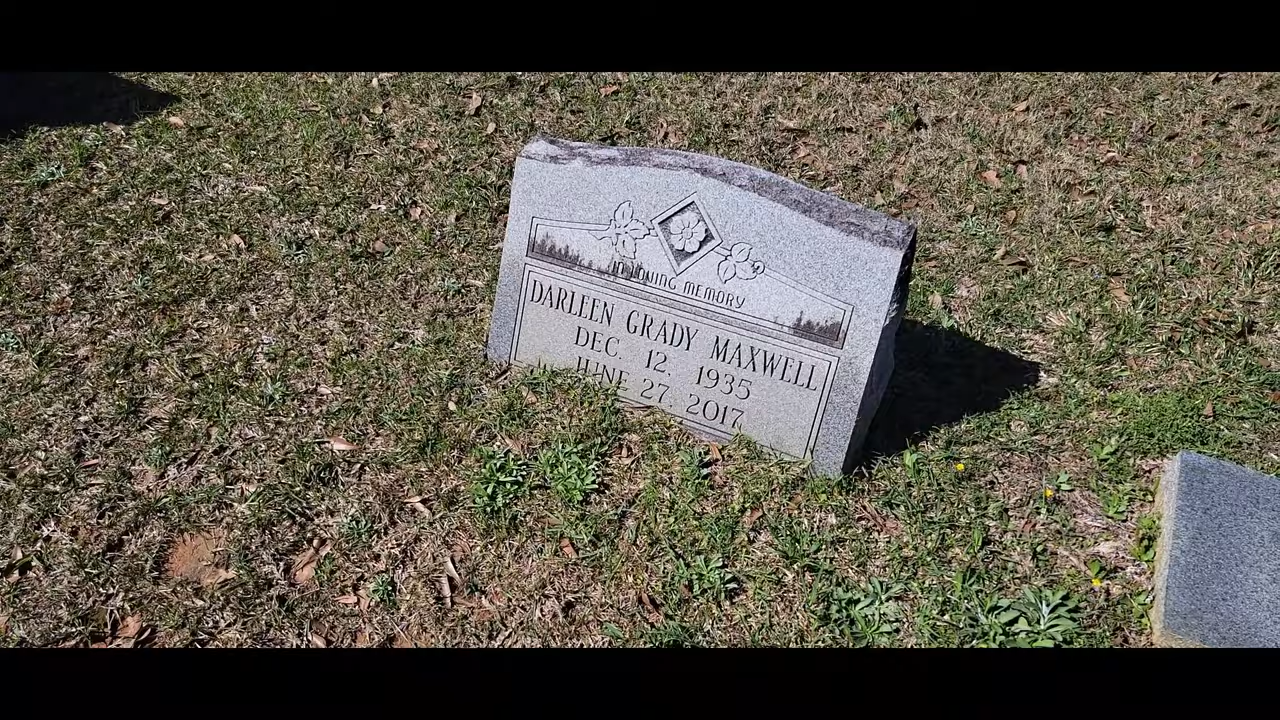 IN LOVING MEMORY
DARLEEN GRADY MAXWELL
DEC. 12, 1935
JUNE 27, 2017